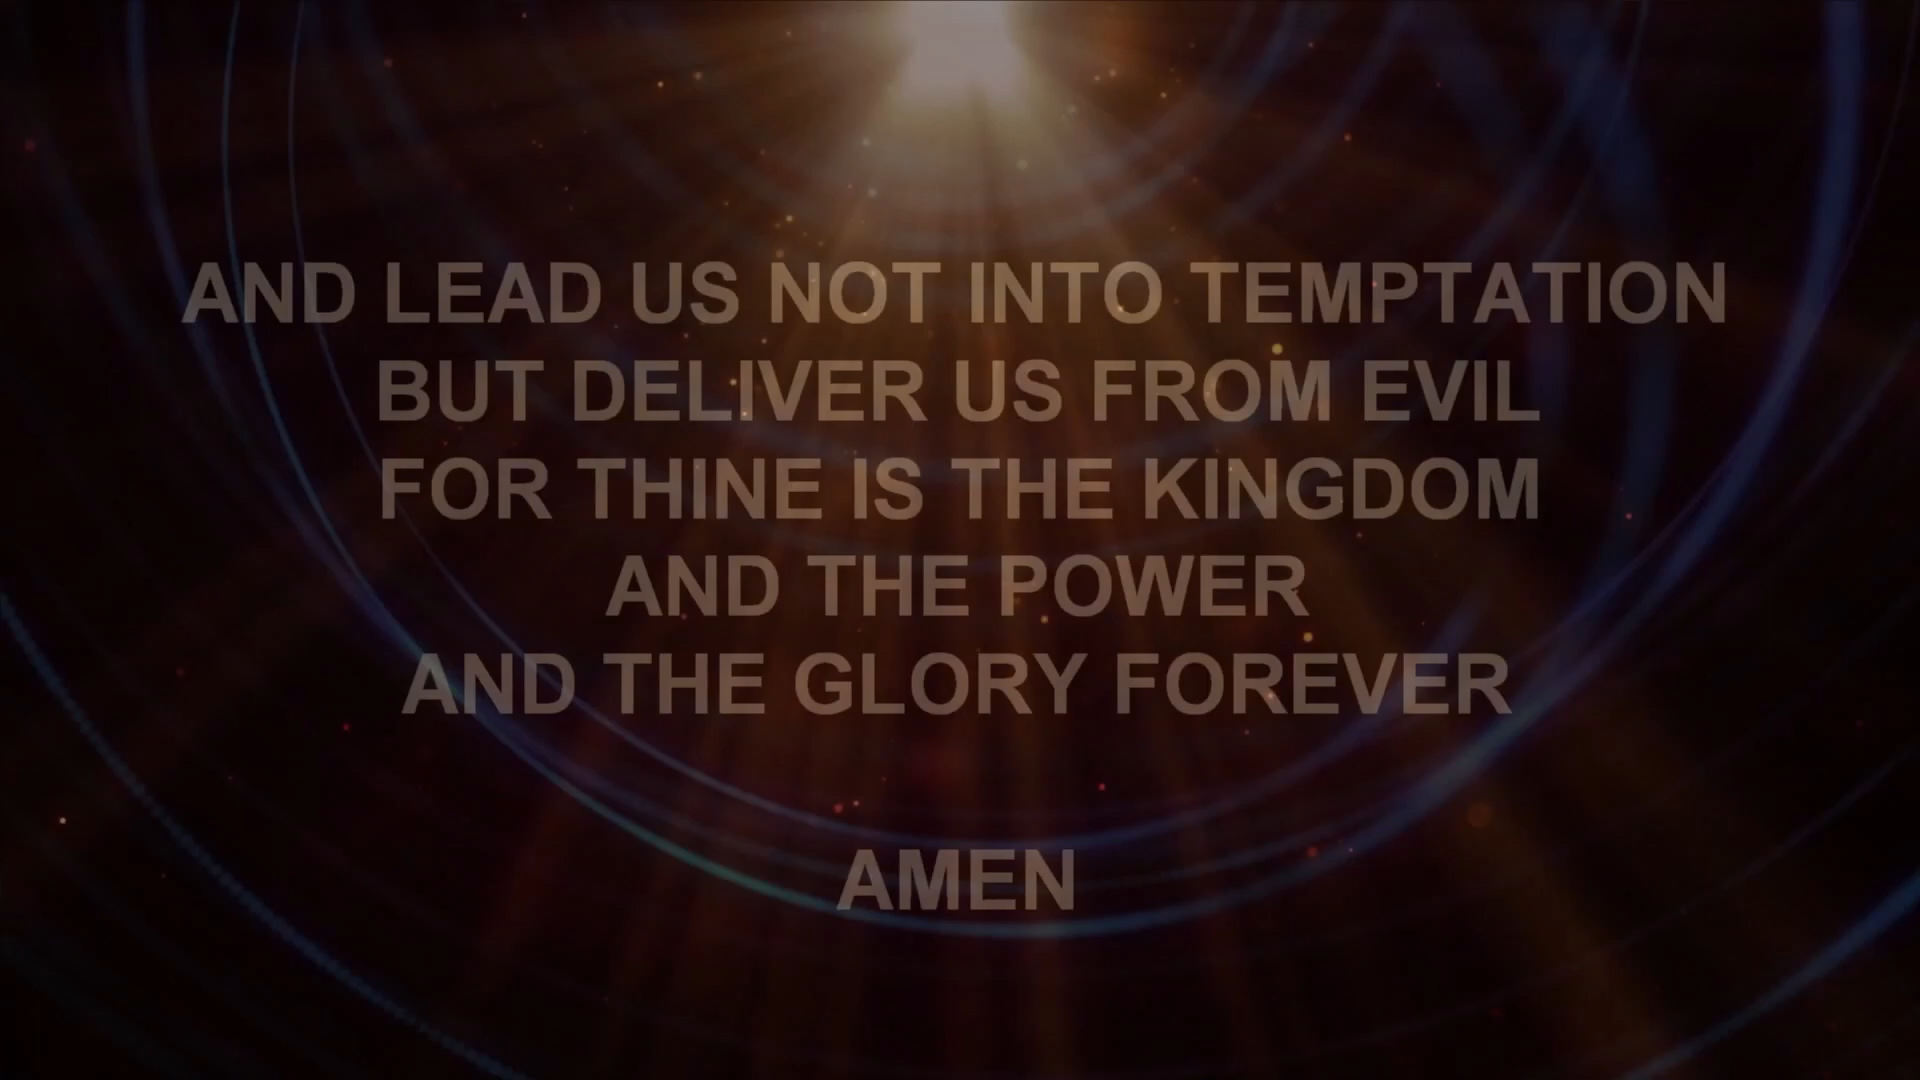 AND LEAD US NOT INTO TEMPTATION
BUT DELIVER US FROM EVIL
FOR THINE IS THE KINGDOM
AND THE POWER
AND THE GLORY FOREVER
AMEN